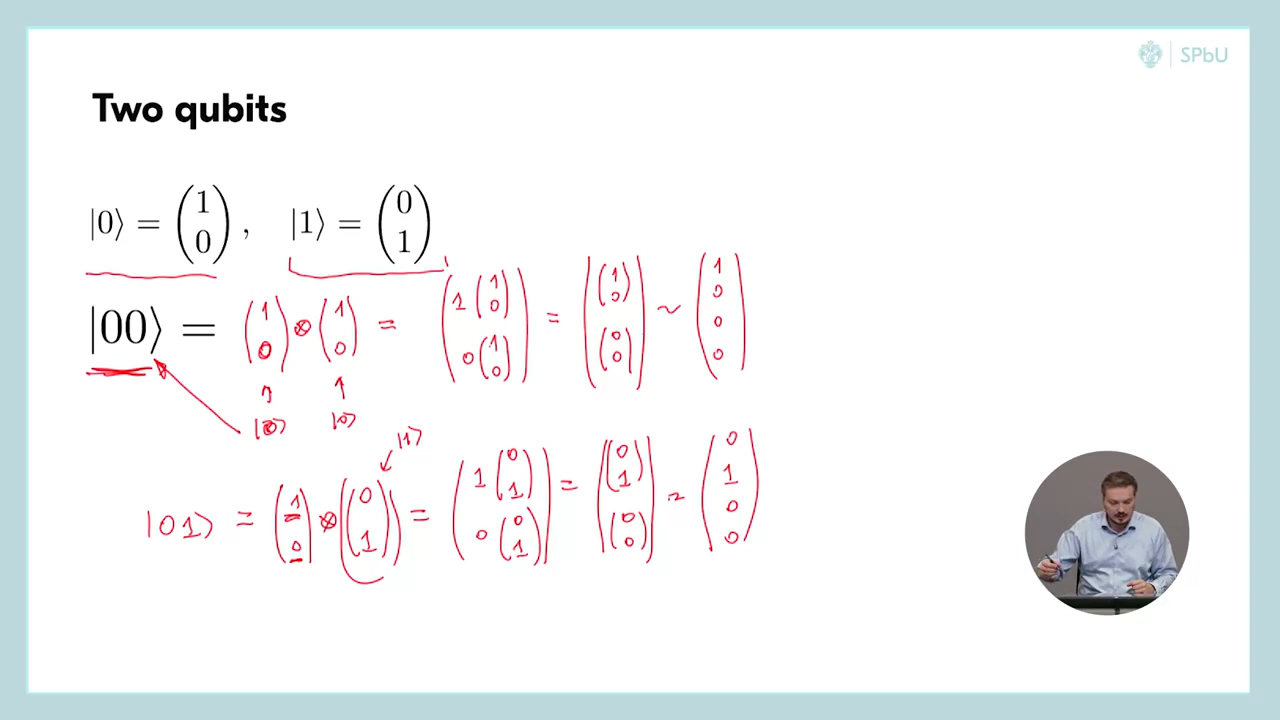 SPbU
Two qubits
|0⟩ = (1 0), |1⟩ = (0 1)
|00⟩ = (1 0) ⊗ (1 0) = (1(1 0) 0(1 0)) = ((1 0) (0 0)) ~ (1 0 0 0)
|0⟩ |0⟩
|1⟩
|01⟩ = (1 0) ⊗ (0 1) = (1(0 1) 0(0 1)) = ((0 1) (0 0)) ~ (0 1 0 0)